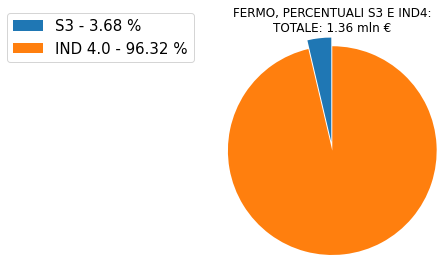 FERMO, PERCENTUALI S3 E IND4:
TOTALE: 1.36 mln €
S3 - 3.68 %
IND 4.0 - 96.32 %